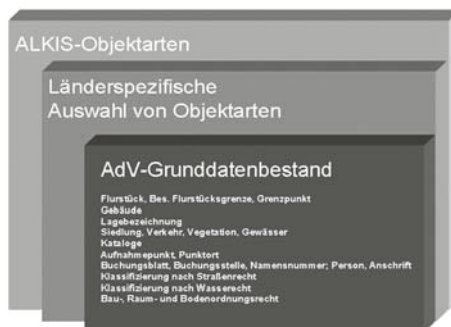 ALKIS-Objektarten
Länderspezifische
Auswahl von Objektarten
AdV-Grunddatenbestand
Flurstück, Bes. Flurstücksgrenze, Grenzpunkt
Gebäude
Lagebezeichnung
Siedlung, Verkehr, Vegetation, Gewässer
Kataloge
Aufnahmepunkt, Punktort
Buchungsblatt, Buchungsstelle, Namensnummer; Person, Anschrift
Klassifizierung nach Straßenrecht
Klassifizierung nach Wasserecht
Bau-, Raum- und Bodenordnungsrecht